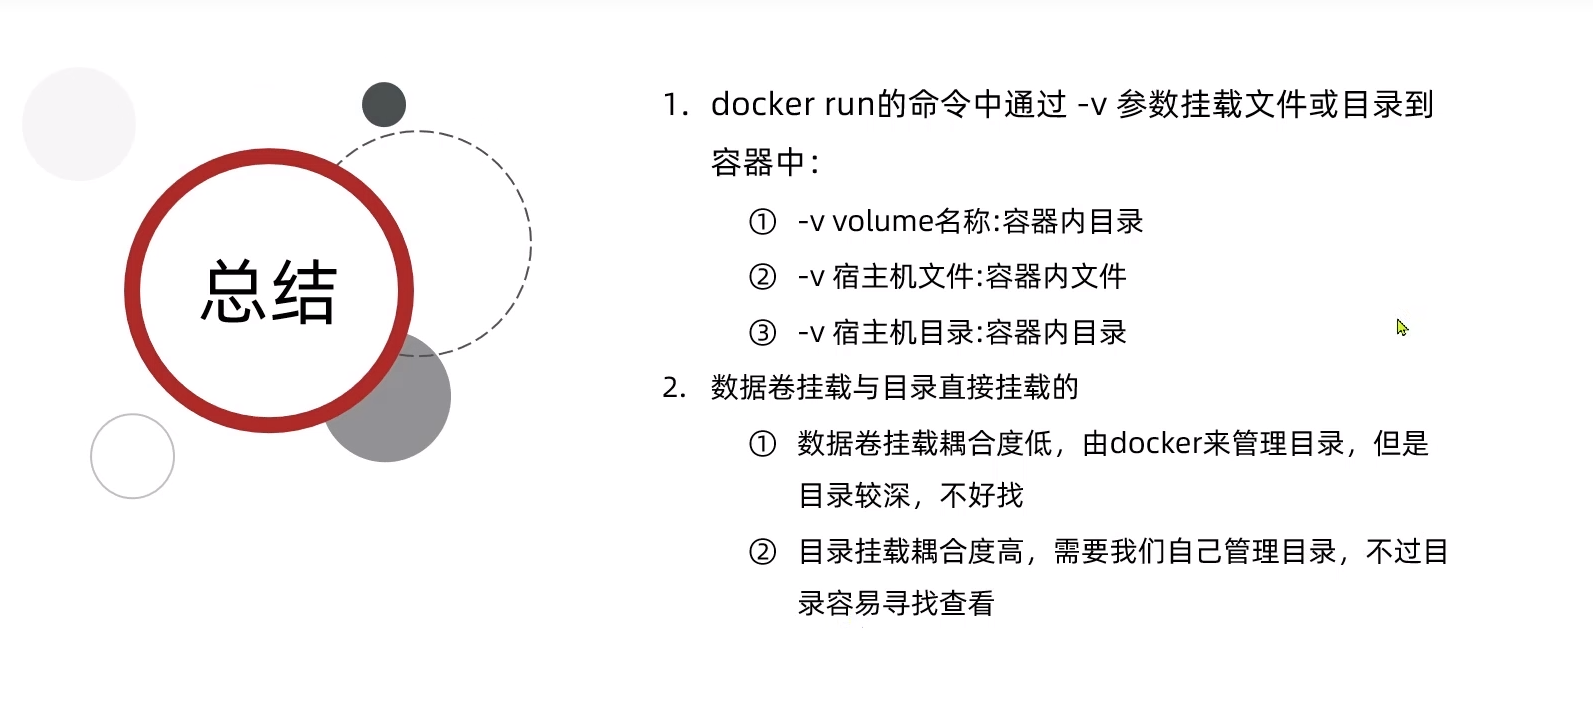 总结
1. docker run的命令中通过 -v 参数挂载文件或目录到
容器中：
① -v volume名称:容器内目录
② -v 宿主机文件:容器内文件
③ -v 宿主机目录:容器内目录
2. 数据卷挂载与目录直接挂载的
① 数据卷挂载耦合度低，由docker来管理目录，但是
目录较深，不好找
② 目录挂载耦合度高，需要我们自己管理目录，不过目
录容易寻找查看